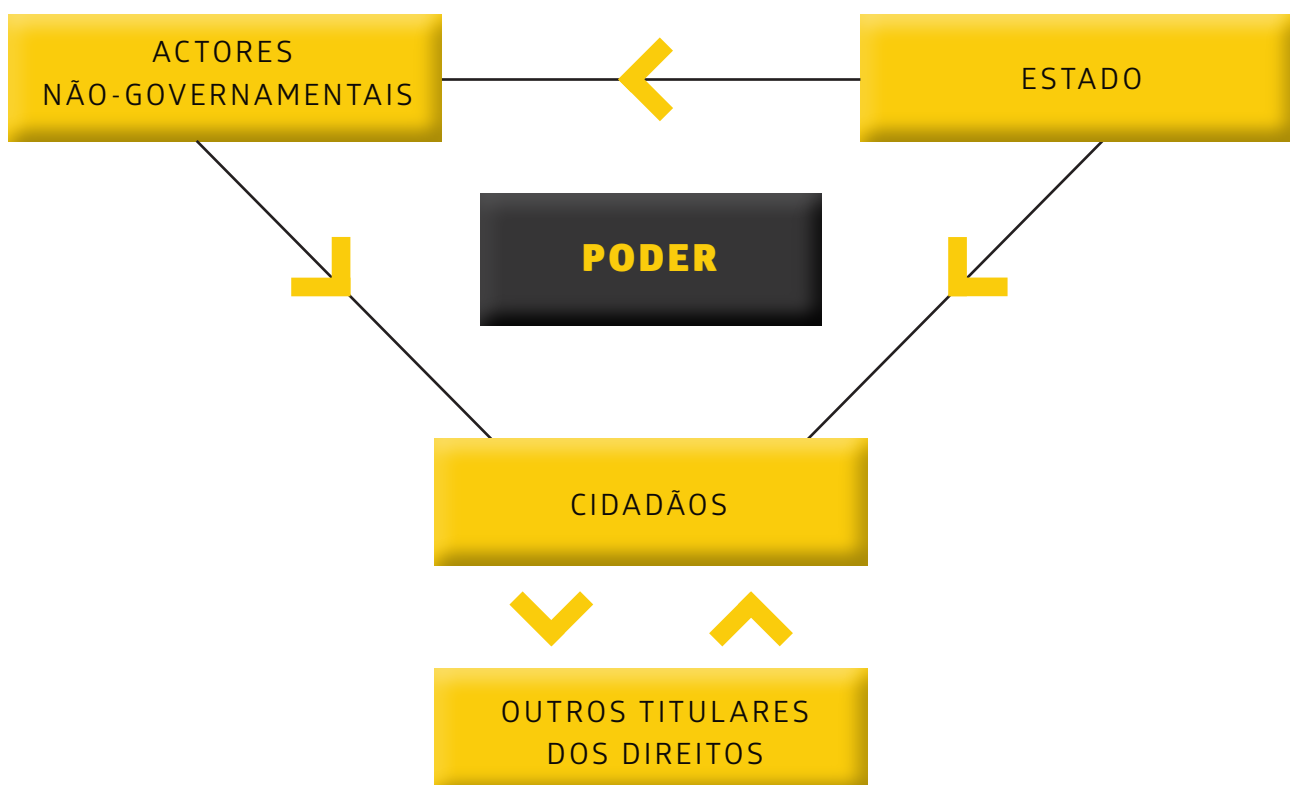 ACTORES
NÃO-GOVERNAMENTAIS
ESTADO
PODER
CIDADÃOS
OUTROS TITULARES
DOS DIREITOS